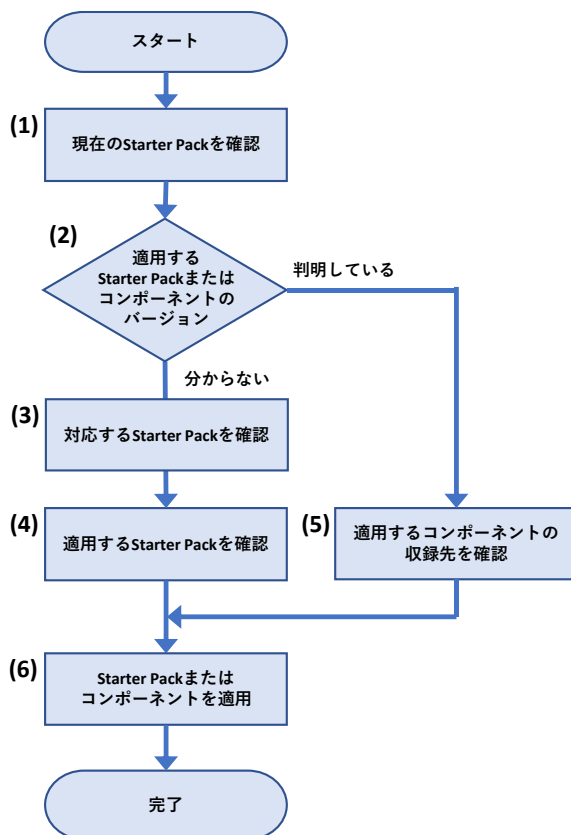 スタート
(1)
現在のStarter Packを確認
(2)
適用する
Starter Packまたは
コンポーネントの
バージョン
判明している
分からない
(3)
対応するStarter Packを確認
(4)
適用するStarter Packを確認
(5)
適用するコンポーネントの
収録先を確認
(6)
Starter Packまたは
コンポーネントを適用
完了